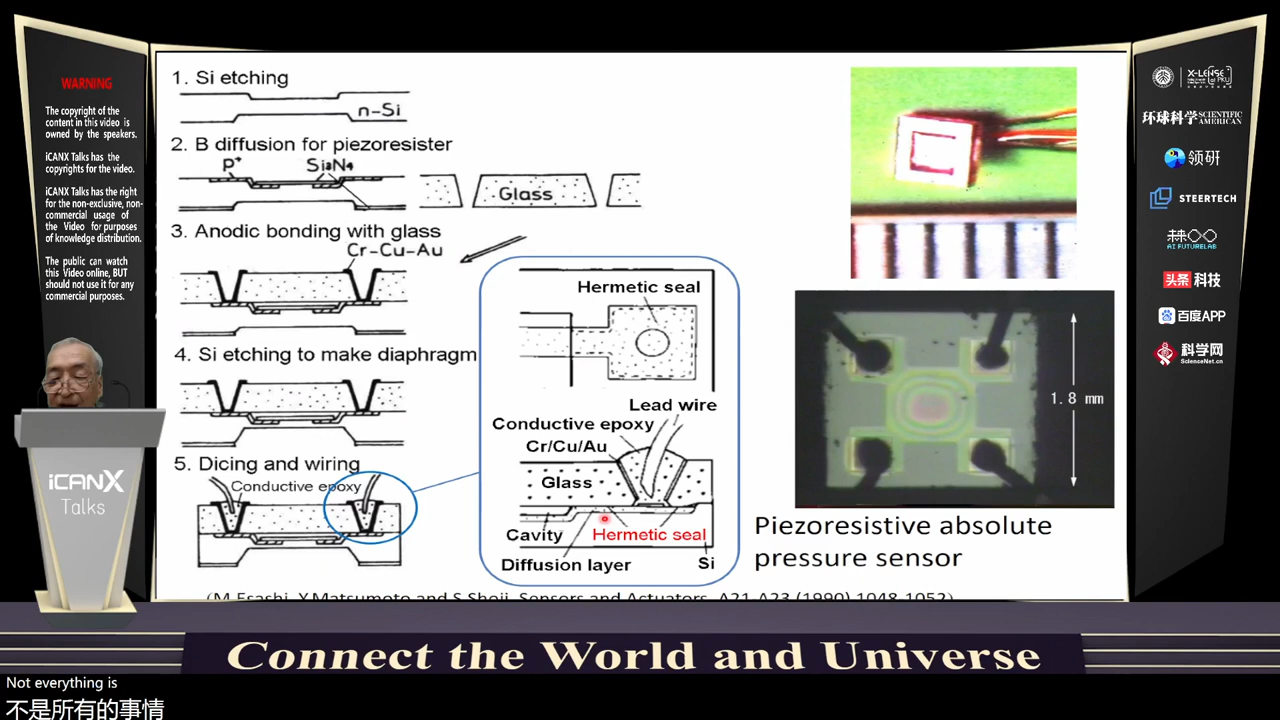 WARNING
The copyright of the
content in this video is
owned by the speakers.
iCANX Talks has the
copyrights for the video.
iCANX Talks has the right
for the non-exclusive, non-
commercial usage of
the Video for purposes
of knowledge distribution.
The public can watch
this Video online, BUT
should not use it for any
commercial purposes.
iCANX
Talks
1. Si etching
n-Si
2. B diffusion for piezoresister
P+
Si3N4
Glass
3. Anodic bonding with glass
Cr-Cu-Au
4. Si etching to make diaphragm
5. Dicing and wiring
Conductive epoxy
Hermetic seal
Lead wire
Conductive epoxy
Cr/Cu/Au
Glass
Cavity
Hermetic seal
Diffusion layer
Si
1.8 mm
Piezoresistive absolute
pressure sensor
(M.Esashi, Y.Matsumoto and S.Shoji, Sensors and Actuators, A21-A23 (1990) 1048-1052)
X-LENSE
环球科学 SCIENTIFIC AMERICAN
领研
STEERTECH
AI FUTURELAB
头条 科技
百度APP
科学网
ScienceNet.cn
Connect the World and Universe
Not everything is
不是所有的事情